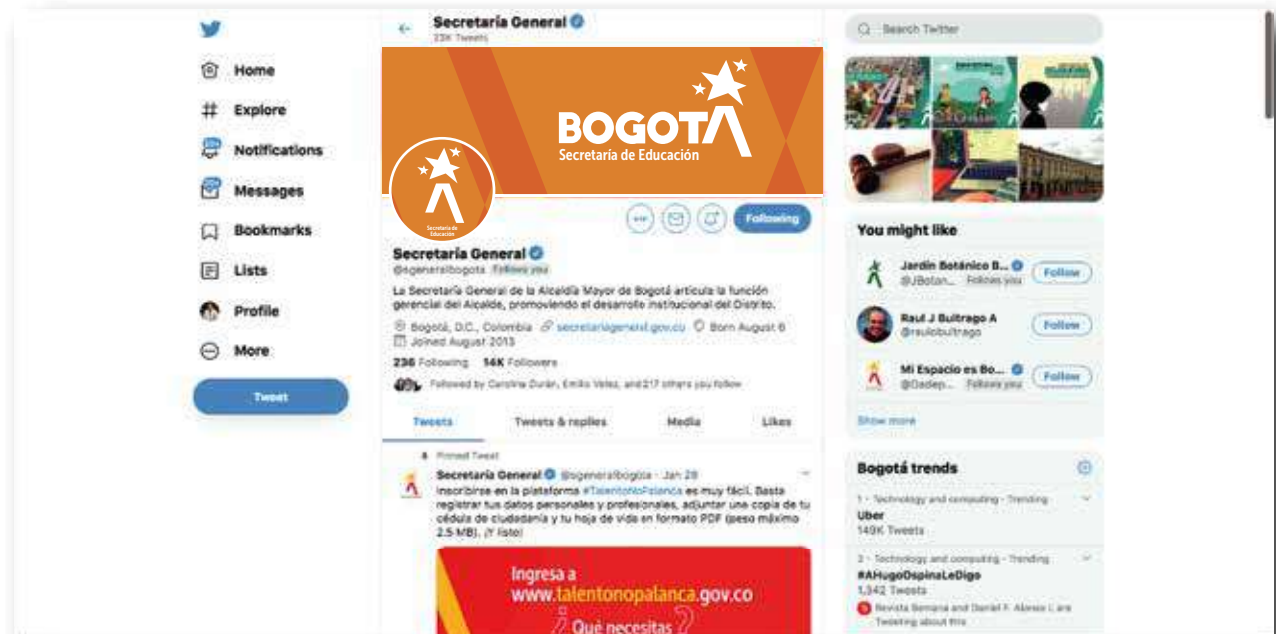 Home
Explore
Notifications
Messages
Bookmarks
Lists
Profile
More
Tweet
Secretaría General
23K Tweets
BOGOTÁ
Secretaría de Educación
Secretaría de
Educación
Following
Secretaría General
@sgeneralbogota Follows you
La Secretaría General de la Alcaldía Mayor de Bogotá articula la función
gerencial del Alcalde, promoviendo el desarrollo institucional del Distrito.
Bogotá, D.C., Colombia secretariageneral.gov.co Born August 6
Joined August 2013
236 Following 14K Followers
Followed by Carolina Durán, Emilio Velez, and 217 others you follow
Tweets Tweets & replies Media Likes
Pinned Tweet
Secretaría General @sgeneralbogota · Jan 28
Inscribirse en la plataforma #TalentoNoPalanca es muy fácil. Basta
registrar tus datos personales y profesionales, adjuntar una copia de tu
cédula de ciudadanía y tu hoja de vida en formato PDF (peso máximo
2.5 MB). ¡Y listo!
Ingresa a
www.talentonopalanca.gov.co
¿Qué necesitas?
Search Twitter
You might like
Jardín Botánico B...
@JBotan... Follows you
Follow
Raul J Buitrago A
@raulobuitrago
Follow
Mi Espacio es Bo...
@Dadep... Follows you
Follow
Show more
Bogotá trends
1 · Technology and computing · Trending
Uber
149K Tweets
2 · Technology and computing · Trending
#AHugoOspinaLeDigo
1,342 Tweets
Revista Semana and Daniel F. are
Tweeting about this